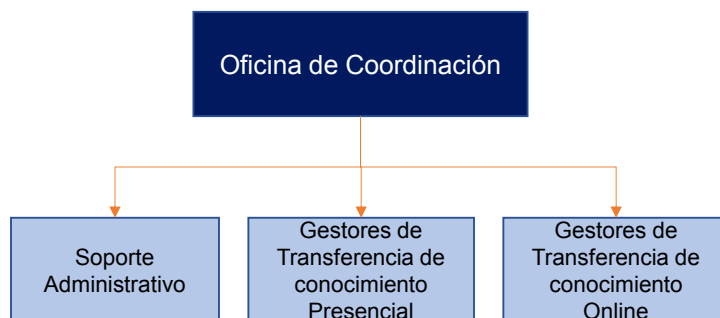 Oficina de Coordinación
Soporte
Administrativo
Gestores de
Transferencia de
conocimiento
Presencial
Gestores de
Transferencia de
conocimiento
Online